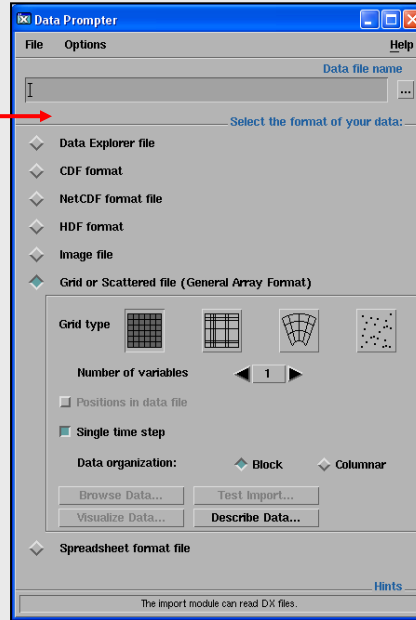 Data Prompter
File Options Help
Data file name
...
Select the format of your data:
Data Explorer file
CDF format
NetCDF format file
HDF format
Image file
Grid or Scattered file (General Array Format)
Grid type
Number of variables 1
Positions in data file
Single time step
Data organization: Block Columnar
Browse Data... Test Import...
Visualize Data... Describe Data...
Spreadsheet format file
Hints
The import module can read DX files.